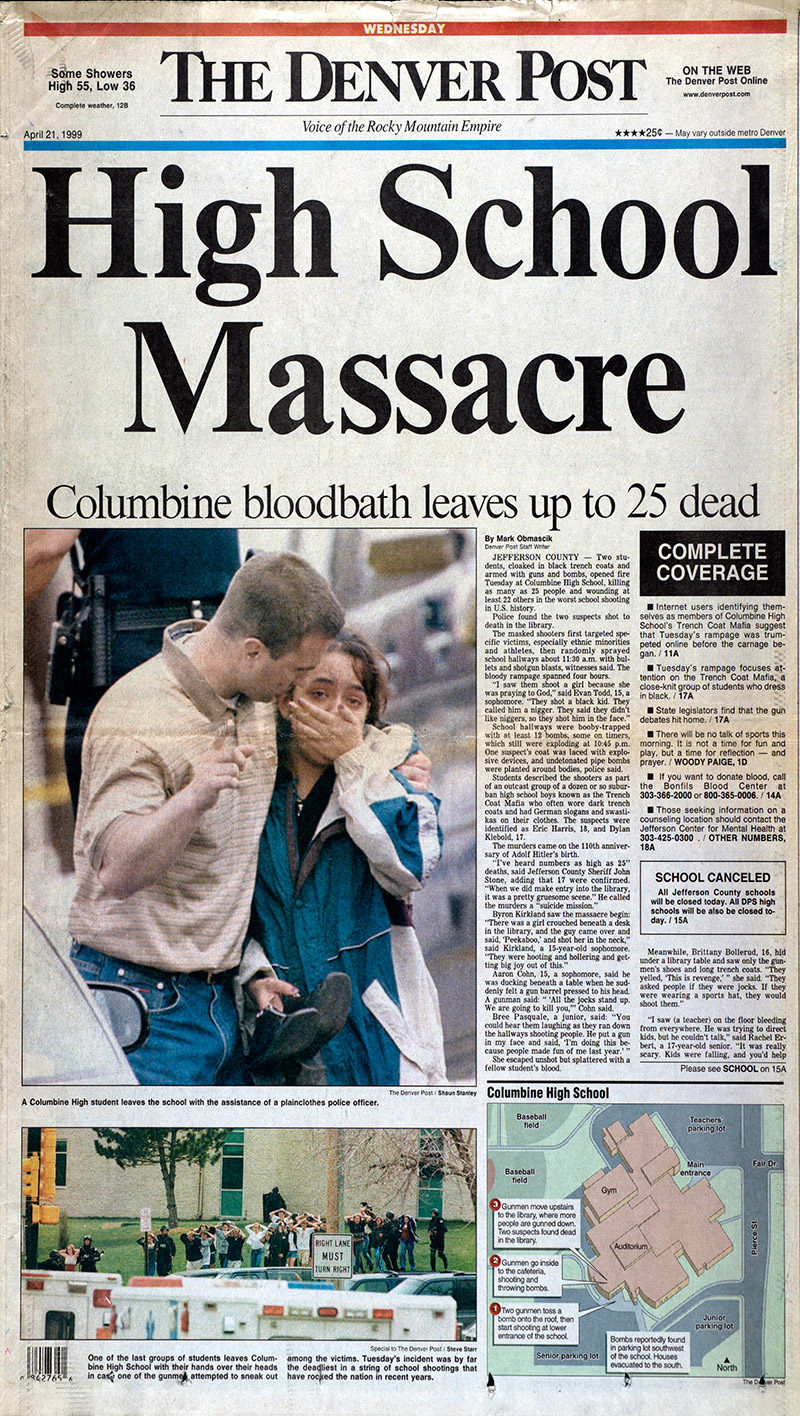 WEDNESDAY
Some Showers
High 55, Low 36
Complete weather, 12B
THE DENVER POST
ON THE WEB
The Denver Post Online
www.denverpost.com
Voice of the Rocky Mountain Empire
April 21, 1999
★★★★25¢ — May vary outside metro Denver
High School
Massacre
Columbine bloodbath leaves up to 25 dead
By Mark Obmascik
Denver Post Staff Writer
JEFFERSON COUNTY — Two stu-
dents, cloaked in black trench coats and
armed with guns and bombs, opened fire
Tuesday at Columbine High School, killing
as many as 25 people and wounding at
least 22 others in the worst school shooting
in U.S. history.
Police found the two suspects shot to
death in the library.
The masked shooters first targeted spe-
cific victims, especially ethnic minorities
and athletes, then randomly sprayed
school hallways about 11:30 a.m. with bul-
lets and shotgun blasts, witnesses said. The
bloody rampage spanned four hours.
"I saw them shoot a girl because she
was praying to God," said Evan Todd, 15, a
sophomore. "They shot a black kid. They
called him a nigger. They said they didn't
like niggers, so they shot him in the face."
School hallways were booby-trapped
with at least 12 bombs, some on timers,
which still were exploding at 10:45 p.m.
One suspect's coat was laced with explo-
sive devices, and undetonated pipe bombs
were planted around bodies, police said.
Students described the shooters as part
of an outcast group of a dozen or so subur-
ban high school boys known as the Trench
Coat Mafia who often wore dark trench
coats and had German slogans and swasti-
kas on their clothes. The suspects were
identified as Eric Harris, 18, and Dylan
Klebold, 17.
The murders came on the 110th anniver-
sary of Adolf Hitler's birth.
"I've heard numbers as high as 25"
deaths, said Jefferson County Sheriff John
Stone, adding that 17 were confirmed.
"When we did make entry into the library,
it was a pretty gruesome scene." He called
the murders a "suicide mission."
Byron Kirkland saw the massacre begin:
"There was a girl crouched beneath a desk
in the library, and the guy came over and
said, 'Peekaboo,' and shot her in the neck,"
said Kirkland, a 15-year-old sophomore.
"They were hooting and hollering and get-
ting big joy out of this."
Aaron Cohn, 15, a sophomore, said he
was ducking beneath a table when he sud-
denly felt a gun barrel pressed to his head.
A gunman said: " 'All the jocks stand up.
We are going to kill you,'" Cohn said.
Bree Pasquale, a junior, said: "You
could hear them laughing as they ran down
the hallways shooting people. He put a gun
in my face and said, 'I'm doing this be-
cause people made fun of me last year.' "
She escaped unshot but splattered with a
fellow student's blood.
COMPLETE
COVERAGE
■ Internet users identifying them-
selves as members of Columbine High
School's Trench Coat Mafia suggest
that Tuesday's rampage was trum-
peted online before the carnage be-
gan. / 11A
■ Tuesday's rampage focuses at-
tention on the Trench Coat Mafia, a
close-knit group of students who dress
in black. / 17A
■ State legislators find that the gun
debates hit home. / 17A
■ There will be no talk of sports this
morning. It is not a time for fun and
play, but a time for reflection — and
prayer. / WOODY PAIGE, 1D
■ If you want to donate blood, call
the Bonfils Blood Center at
303-366-2000 or 800-365-0006. / 14A
■ Those seeking information on a
counseling location should contact the
Jefferson Center for Mental Health at
303-425-0300 . / OTHER NUMBERS,
18A
SCHOOL CANCELED
All Jefferson County schools
will be closed today. All DPS high
schools will be also be closed to-
day. / 15A
Meanwhile, Brittany Bollerud, 16, hid
under a library table and saw only the gun-
men's shoes and long trench coats. "They
yelled, 'This is revenge,' " she said. "They
asked people if they were jocks. If they
were wearing a sports hat, they would
shoot them."
"I saw (a teacher) on the floor bleeding
from everywhere. He was trying to direct
kids, but he couldn't talk," said Rachel Er-
bert, a 17-year-old senior. "It was really
scary. Kids were falling, and you'd help
Please see SCHOOL on 15A
The Denver Post / Shaun Stanley
A Columbine High student leaves the school with the assistance of a plainclothes police officer.
RIGHT LANE
MUST
TURN RIGHT
Special to The Denver Post / Steve Starr
One of the last groups of students leaves Colum-
bine High School with their hands over their heads
in case one of the gunmen attempted to sneak out
among the victims. Tuesday's incident was by far
the deadliest in a string of school shootings that
have rocked the nation in recent years.
Columbine High School
Baseball
field
Teachers
parking lot
Main
entrance
Fair Dr.
Baseball
field
Gym
Pierce St.
Auditorium
3 Gunmen move upstairs
to the library, where more
people are gunned down.
Two suspects found dead
in the library.
2 Gunmen go inside
to the cafeteria,
shooting and
throwing bombs.
1 Two gunmen toss a
bomb onto the roof, then
start shooting at lower
entrance of the school.
Senior parking lot
Bombs reportedly found
in parking lot southwest
of the school. Houses
evacuated to the south.
Junior
parking lot
North
The Denver Post